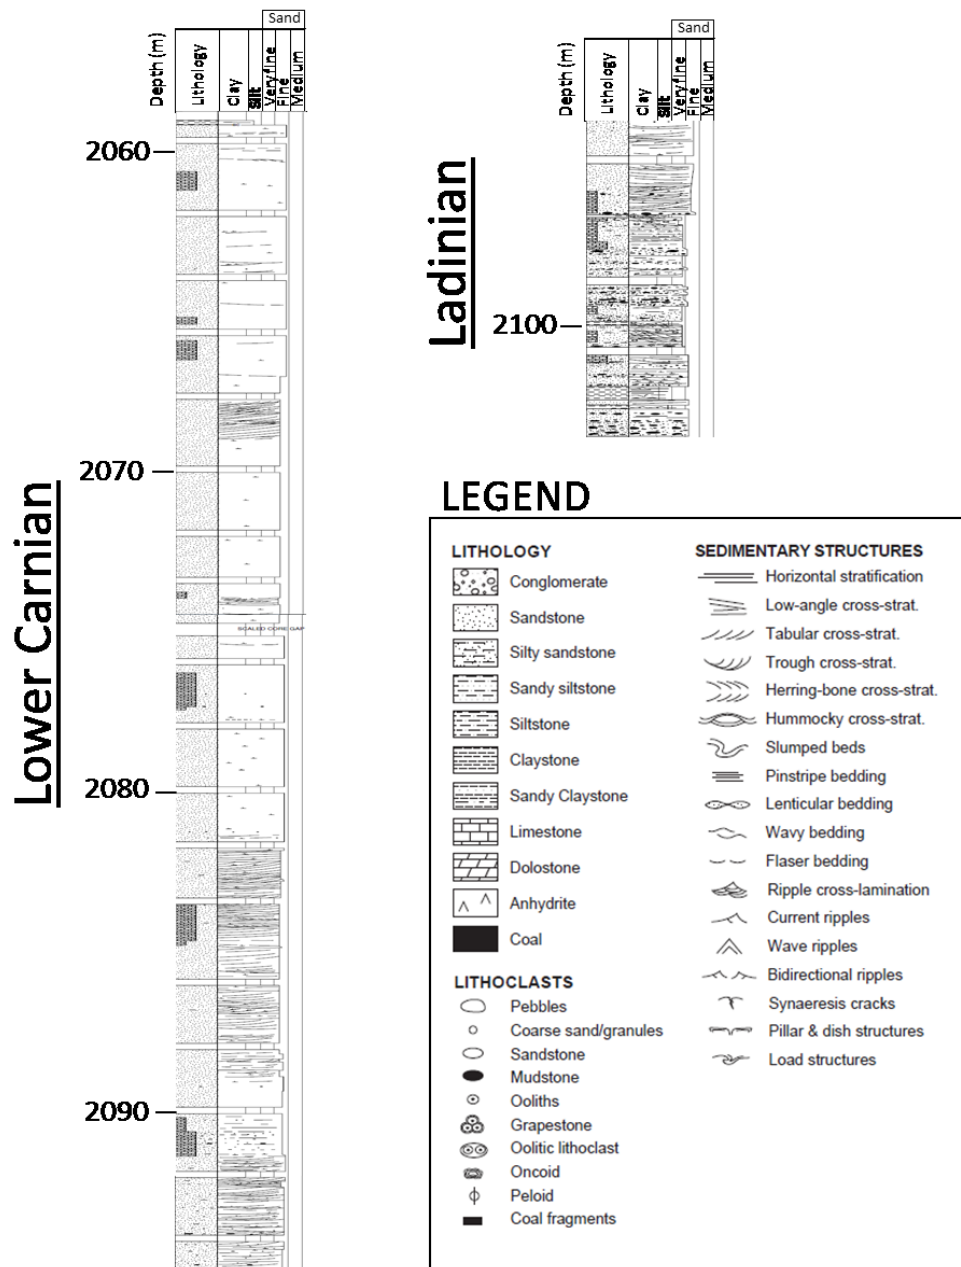 Sand
Depth (m)
Lithology
Clay
Silt
Very fine
Fine
Medium
2060
2070
SCALED CORE GAP
2080
2090
Lower Carnian
Sand
Depth (m)
Lithology
Clay
Silt
Very fine
Fine
Medium
2100
Ladinian
LEGEND
LITHOLOGY
Conglomerate
Sandstone
Silty sandstone
Sandy siltstone
Siltstone
Claystone
Sandy Claystone
Limestone
Dolostone
Anhydrite
Coal
LITHOCLASTS
Pebbles
Coarse sand/granules
Sandstone
Mudstone
Ooliths
Grapestone
Oolitic lithoclast
Oncoid
Peloid
Coal fragments
SEDIMENTARY STRUCTURES
Horizontal stratification
Low-angle cross-strat.
Tabular cross-strat.
Trough cross-strat.
Herring-bone cross-strat.
Hummocky cross-strat.
Slumped beds
Pinstripe bedding
Lenticular bedding
Wavy bedding
Flaser bedding
Ripple cross-lamination
Current ripples
Wave ripples
Bidirectional ripples
Synaeresis cracks
Pillar & dish structures
Load structures